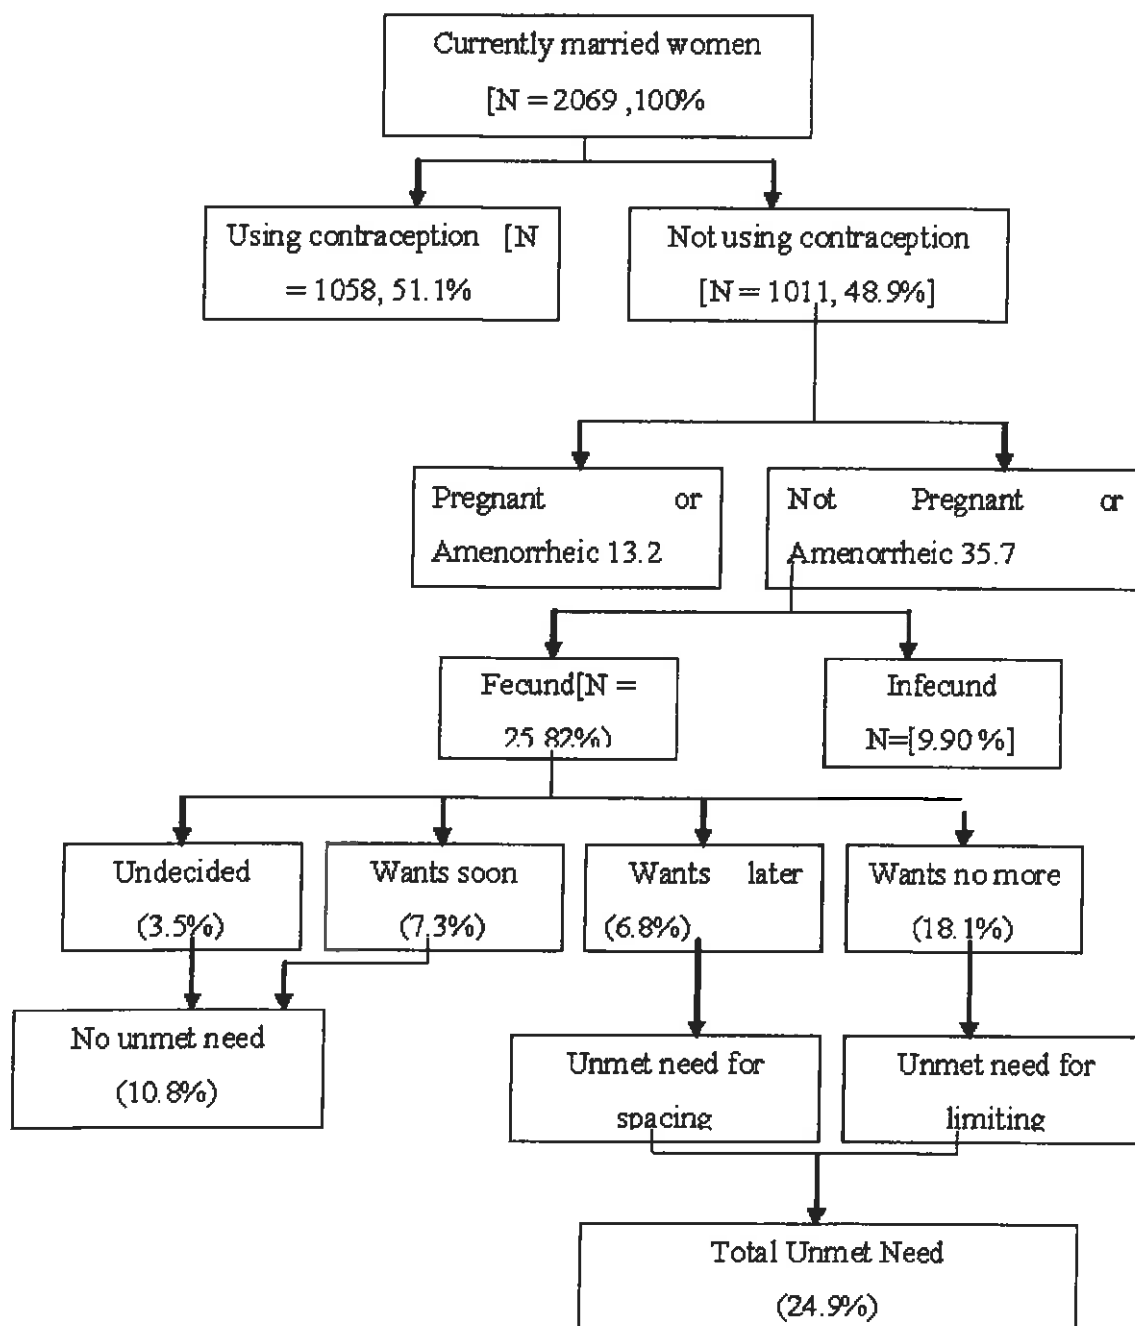 Currently married women
[N = 2069 ,100%
Using contraception [N
= 1058, 51.1%
Not using contraception
[N = 1011, 48.9%]
Pregnant or
Amenorrheic 13.2
Not Pregnant or
Amenorrheic 35.7
Fecund[N =
25.82%)
Infecund
N=[9.90 %]
Undecided
(3.5%)
Wants soon
(7.3%)
Wants later
(6.8%)
Wants no more
(18.1%)
No unmet need
(10.8%)
Unmet need for
spacing
Unmet need for
limiting
Total Unmet Need
(24.9%)